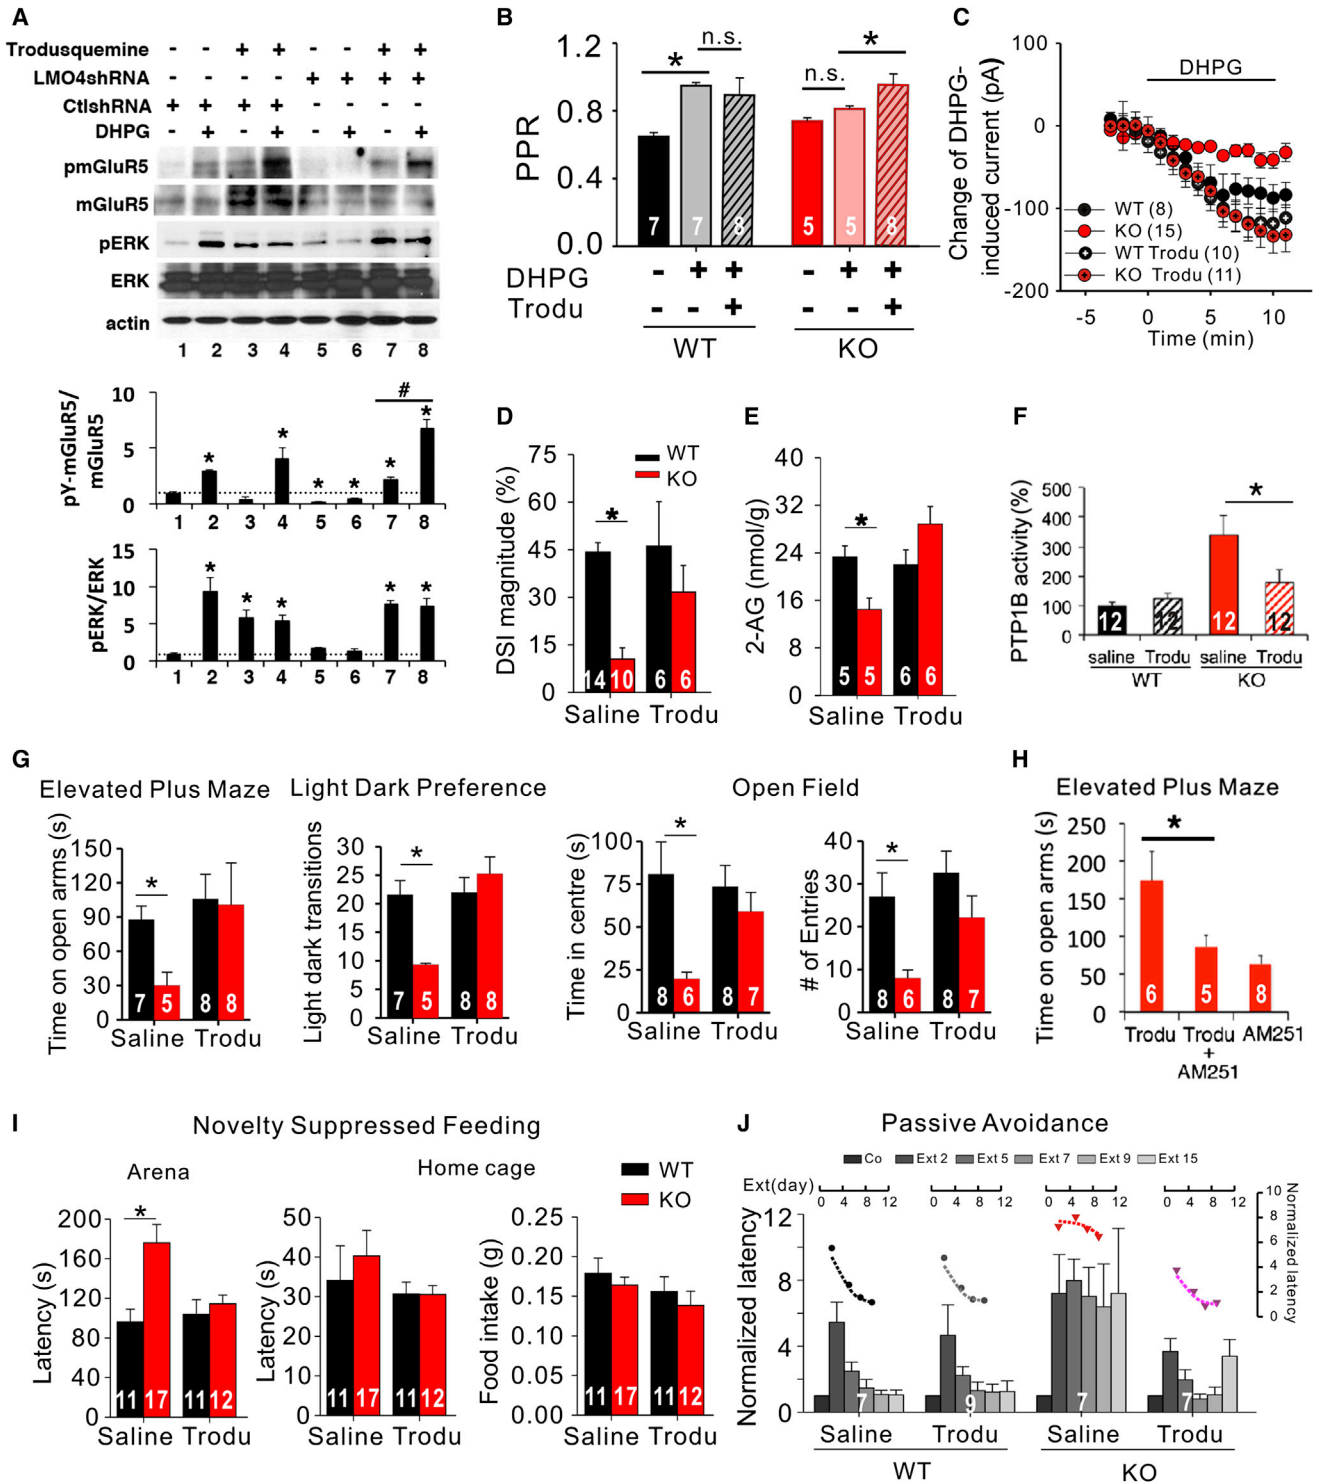 A
Trodusquemine - - + + - - + +
LMO4shRNA - - - - + + + +
CtlshRNA + + + + - - - -
DHPG - + - + - + - +
pmGluR5
mGluR5
pERK
ERK
actin
1 2 3 4 5 6 7 8
pY-mGluR5/
mGluR5
10
5
0
* * * * * *
#
1 2 3 4 5 6 7 8
pERK/ERK
15
10
5
0
* * * * *
1 2 3 4 5 6 7 8
B
PPR
1.2
0.8
0.4
0.0
* n.s. n.s. *
7 7 8 5 5 8
DHPG - + + - + +
Trodu - - + - - +
WT KO
C
Change of DHPG-
induced current (pA)
100
0
-100
-200
DHPG
WT (8)
KO (15)
WT Trodu (10)
KO Trodu (11)
-5 0 5 10
Time (min)
D
DSI magnitude (%)
75
60
45
30
15
0
WT
KO
*
14 10 6 6
Saline Trodu
E
2-AG (nmol/g)
40
32
24
16
8
0
*
5 5 6 6
Saline Trodu
F
PTP1B activity (%)
500
400
300
200
100
0
*
12 12 12 12
saline Trodu saline Trodu
WT KO
G
Elevated Plus Maze
Time on open arms (s)
150
120
90
60
30
0
*
7 5 8 8
Saline Trodu
Light Dark Preference
Light dark transitions
30
25
20
15
10
5
0
*
7 5 8 8
Saline Trodu
Open Field
Time in centre (s)
100
75
50
25
0
*
8 6 8 7
Saline Trodu
# of Entries
40
30
20
10
0
*
8 6 8 7
Saline Trodu
H
Elevated Plus Maze
Time on open arms (s)
250
200
150
100
50
0
*
6 5 8
Trodu Trodu AM251
+
AM251
I
Novelty Suppressed Feeding
Arena
Latency (s)
200
160
120
80
40
0
*
11 17 11 12
Saline Trodu
Home cage
Latency (s)
50
40
30
20
10
0
11 17 11 12
Saline Trodu
WT
KO
Food intake (g)
0.25
0.20
0.15
0.10
0.05
0.00
11 17 11 12
Saline Trodu
J
Passive Avoidance
Co Ext 2 Ext 5 Ext 7 Ext 9 Ext 15
Ext(day)
0 4 8 12 0 4 8 12 0 4 8 12 0 4 8 12
10
8
6
4
2
0
Normalized latency
Normalized latency
12
8
4
0
7 9 7 7
Saline Trodu Saline Trodu
WT KO